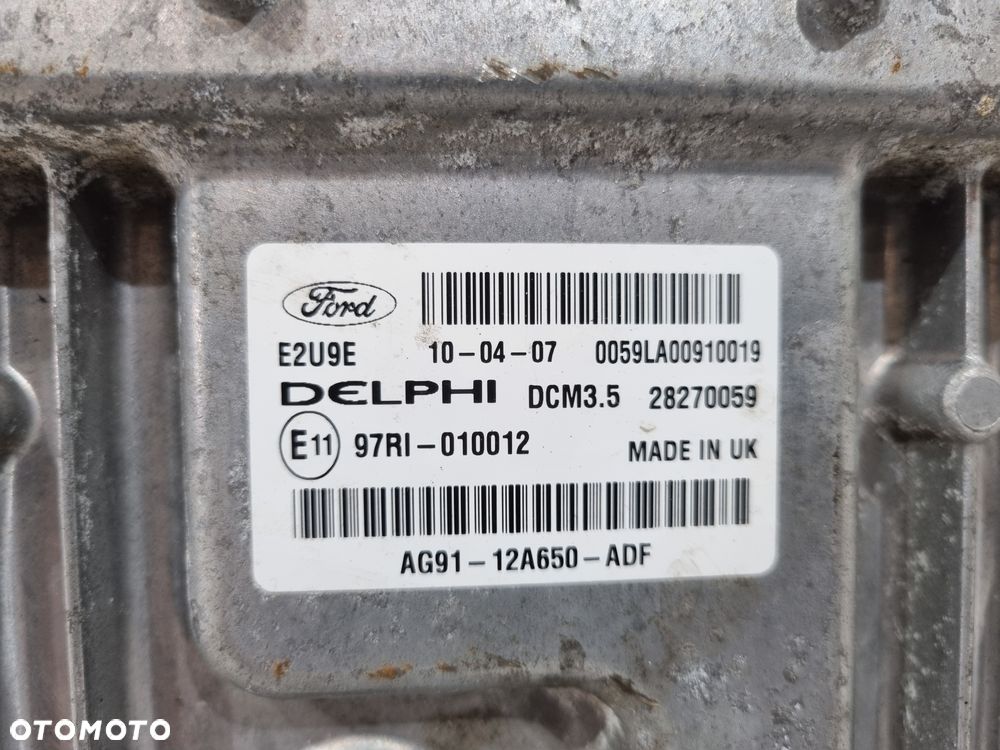 Ford
E2U9E 10-04-07 0059LA00910019
DELPHI DCM3.5 28270059
E11 97RI-010012 MADE IN UK
AG91-12A650-ADF
OTOMOTO